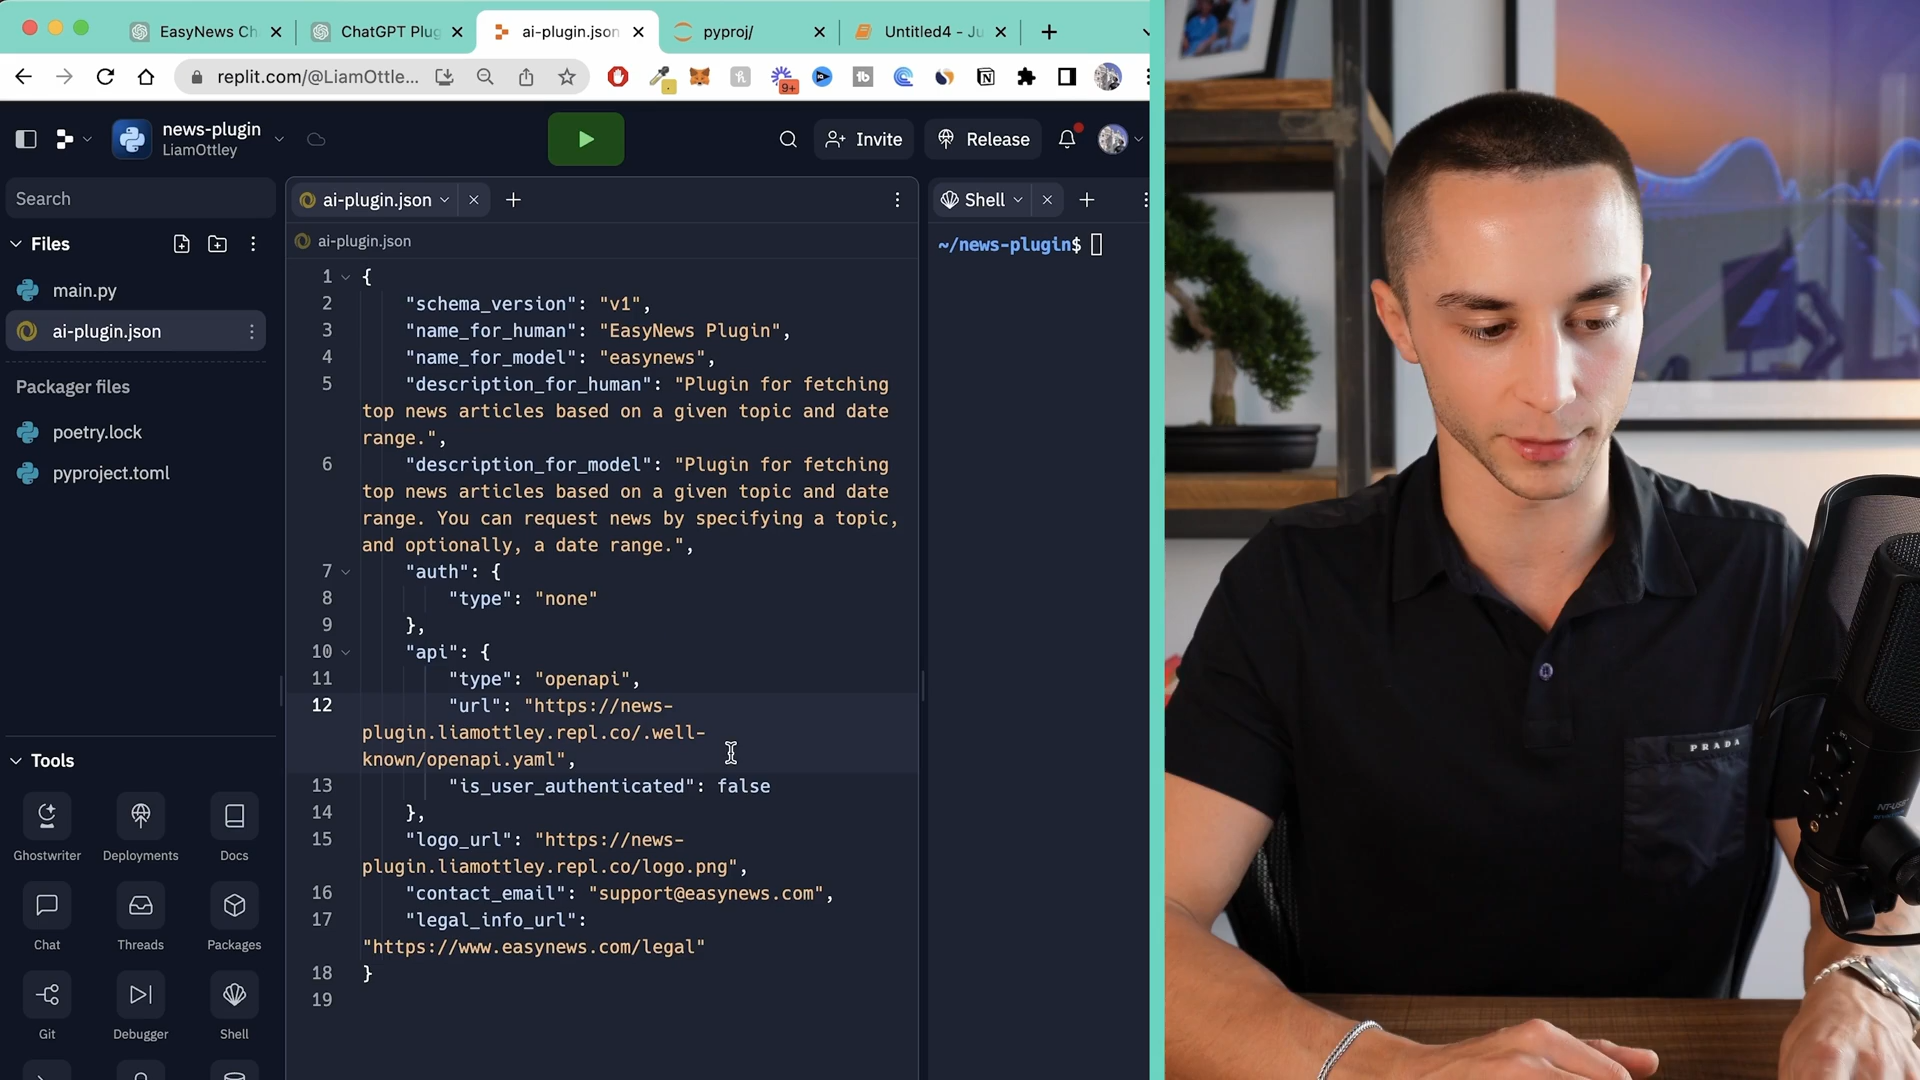 EasyNews Ch
ChatGPT Plug
ai-plugin.json
pyproj/
Untitled4 - Ju
replit.com/@LiamOttle...
9+
tb
news-plugin
LiamOttley
Invite
Release
Search
ai-plugin.json
Shell
Files
ai-plugin.json
~/news-plugin$
main.py
ai-plugin.json
Packager files
poetry.lock
pyproject.toml
1 {
2 "schema_version": "v1",
3 "name_for_human": "EasyNews Plugin",
4 "name_for_model": "easynews",
5 "description_for_human": "Plugin for fetching
top news articles based on a given topic and date
range.",
6 "description_for_model": "Plugin for fetching
top news articles based on a given topic and date
range. You can request news by specifying a topic,
and optionally, a date range.",
7 "auth": {
8 "type": "none"
9 },
10 "api": {
11 "type": "openapi",
12 "url": "https://news-
plugin.liamottley.repl.co/.well-
known/openapi.yaml",
13 "is_user_authenticated": false
14 },
15 "logo_url": "https://news-
plugin.liamottley.repl.co/logo.png",
16 "contact_email": "support@easynews.com",
17 "legal_info_url":
"https://www.easynews.com/legal"
18 }
19
Tools
Ghostwriter
Deployments
Docs
Chat
Threads
Packages
Git
Debugger
Shell
PRADA
NT-USB